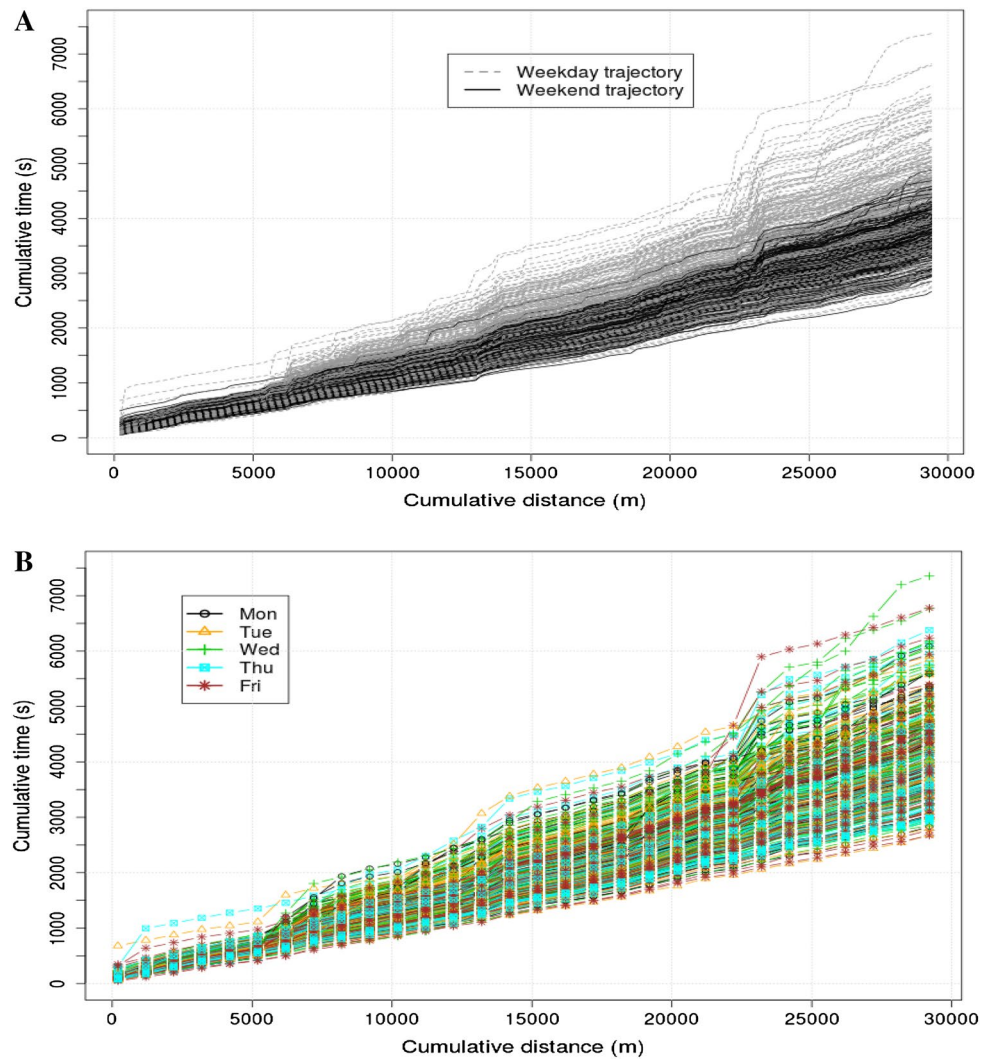 A
Weekday trajectory
Weekend trajectory
Cumulative time (s)
7000
6000
5000
4000
3000
2000
1000
0
0 5000 10000 15000 20000 25000 30000
Cumulative distance (m)
B
Mon
Tue
Wed
Thu
Fri
Cumulative time (s)
7000
6000
5000
4000
3000
2000
1000
0
0 5000 10000 15000 20000 25000 30000
Cumulative distance (m)